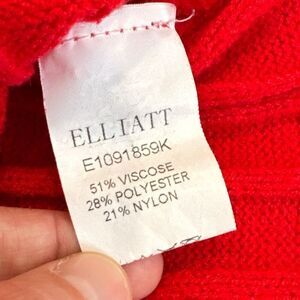 ELLIATT
E1091859K
51% VISCOSE
28% POLYESTER
21% NYLON